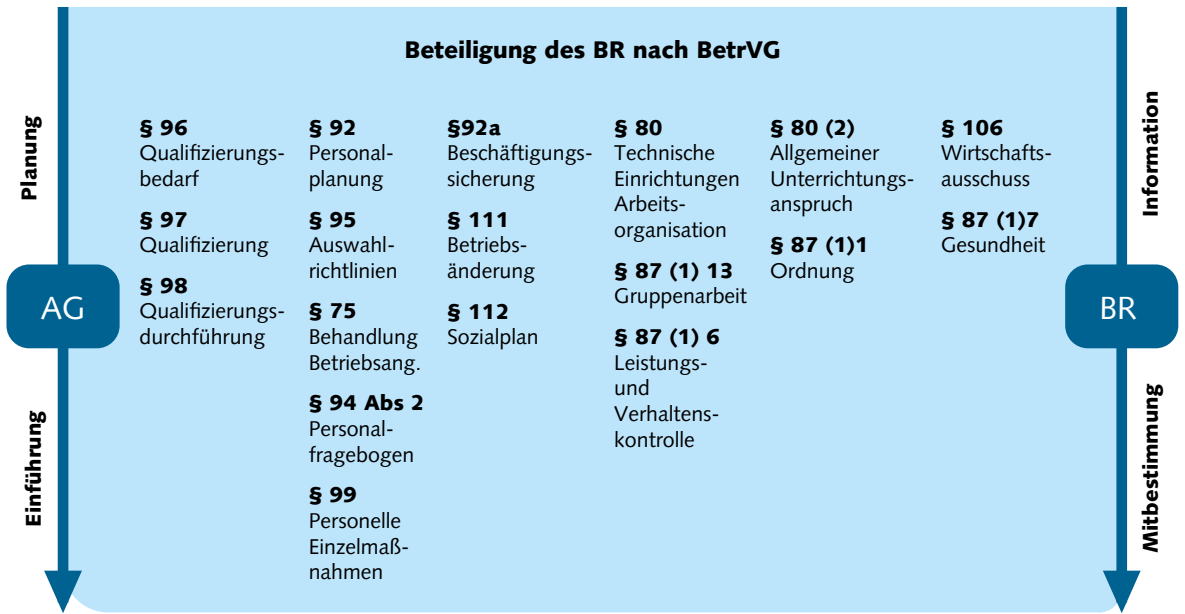 Beteiligung des BR nach BetrVG
Planung
AG
Einführung
§ 96
Qualifizierungs-
bedarf
§ 97
Qualifizierung
§ 98
Qualifizierungs-
durchführung
§ 92
Personal-
planung
§ 95
Auswahl-
richtlinien
§ 75
Behandlung
Betriebsang.
§ 94 Abs 2
Personal-
fragebogen
§ 99
Personelle
Einzelmaß-
nahmen
§92a
Beschäftigungs-
sicherung
§ 111
Betriebs-
änderung
§ 112
Sozialplan
§ 80
Technische
Einrichtungen
Arbeits-
organisation
§ 87 (1) 13
Gruppenarbeit
§ 87 (1) 6
Leistungs-
und
Verhaltens-
kontrolle
§ 80 (2)
Allgemeiner
Unterrichtungs-
anspruch
§ 87 (1)1
Ordnung
§ 106
Wirtschafts-
ausschuss
§ 87 (1)7
Gesundheit
Information
BR
Mitbestimmung